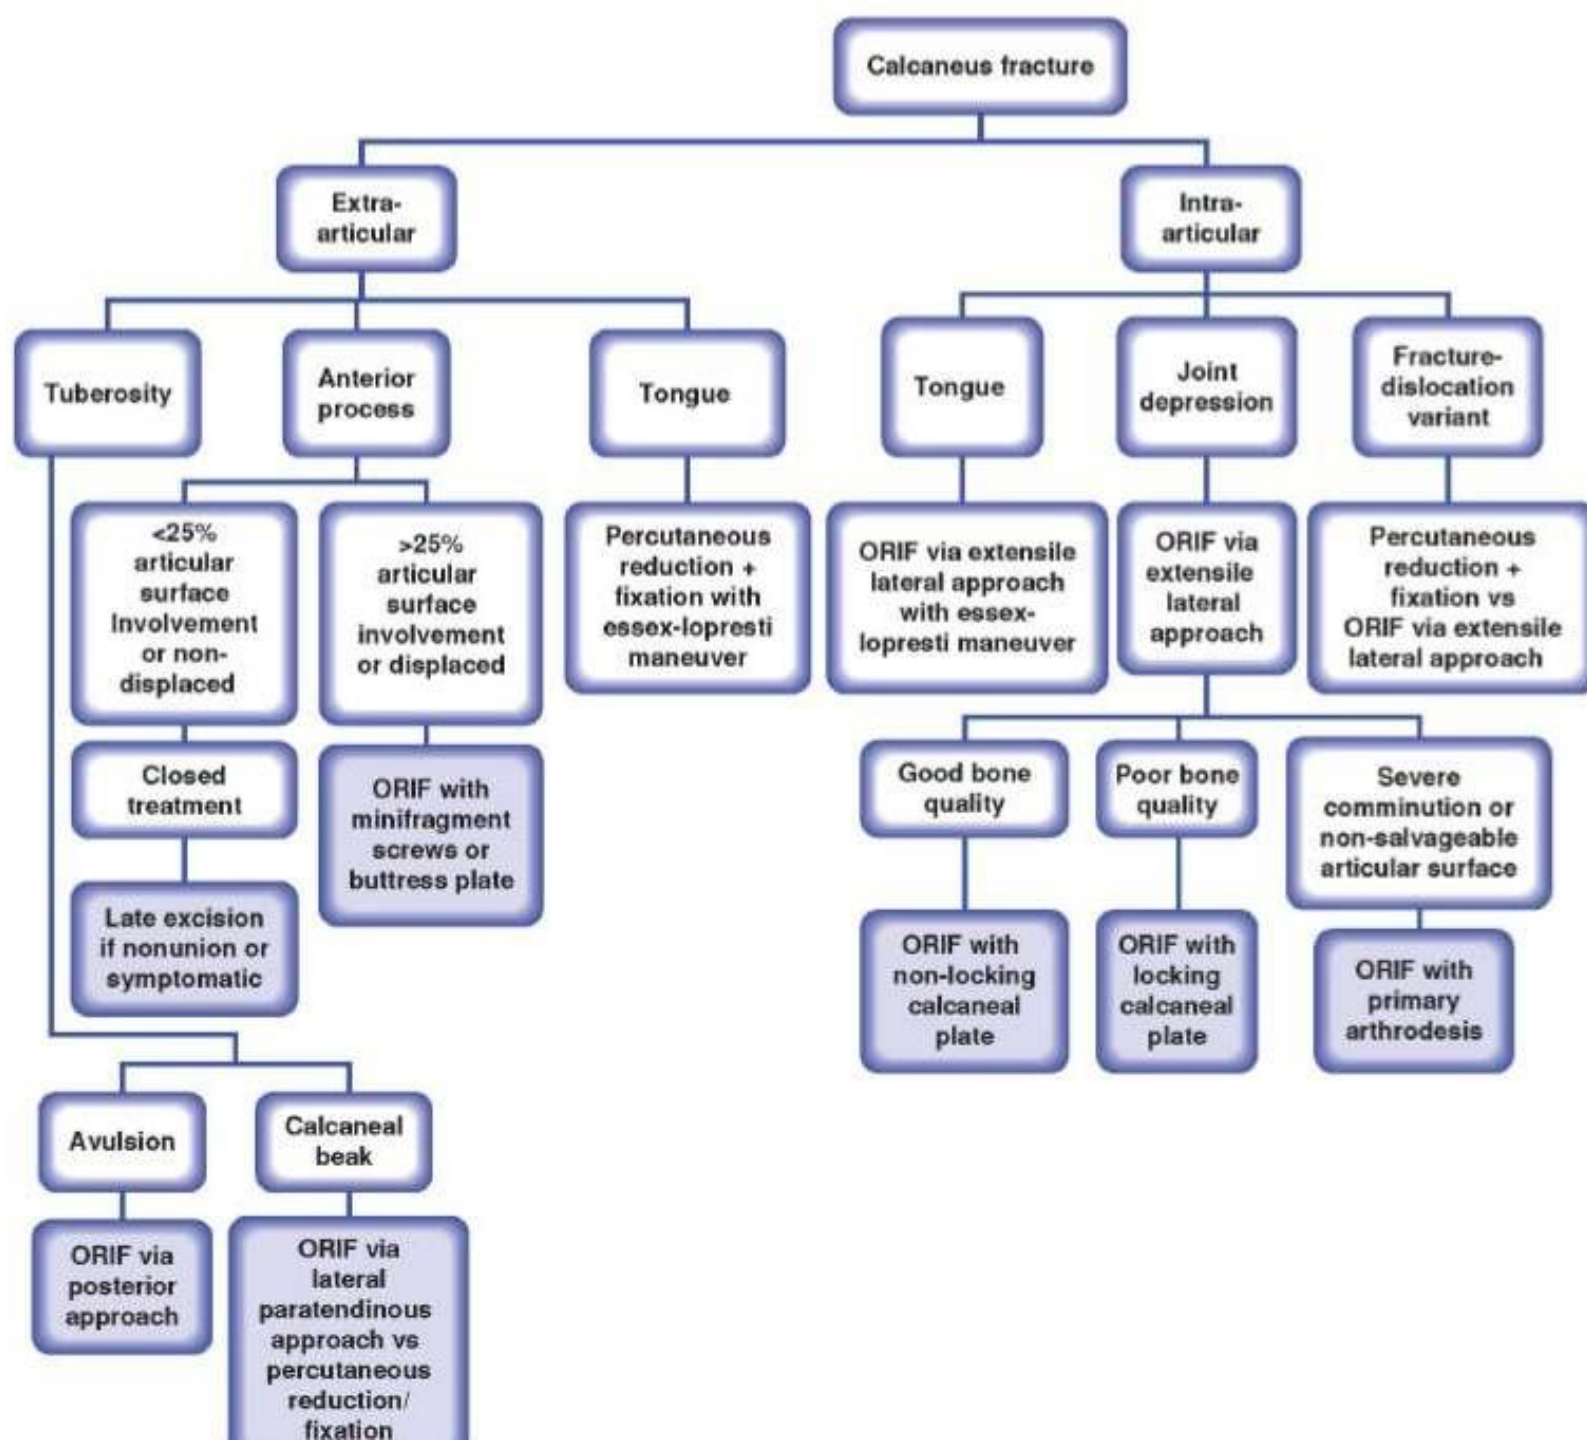 Calcaneus fracture
Extra-
articular
Intra-
articular
Tuberosity
Anterior
process
Tongue
Tongue
Joint
depression
Fracture-
dislocation
variant
<25%
articular
surface
Involvement
or non-
displaced
>25%
articular
surface
involvement
or displaced
Percutaneous
reduction +
fixation with
essex-lopresti
maneuver
ORIF via extensile
lateral approach
with essex-
lopresti maneuver
ORIF via
extensile
lateral
approach
Percutaneous
reduction +
fixation vs
ORIF via extensile
lateral approach
Closed
treatment
ORIF with
minifragment
screws or
buttress plate
Good bone
quality
Poor bone
quality
Severe
comminution or
non-salvageable
articular surface
Late excision
if nonunion or
symptomatic
ORIF with
non-locking
calcaneal
plate
ORIF with
locking
calcaneal
plate
ORIF with
primary
arthrodesis
Avulsion
Calcaneal
beak
ORIF via
posterior
approach
ORIF via
lateral
paratendinous
approach vs
percutaneous
reduction/
fixation